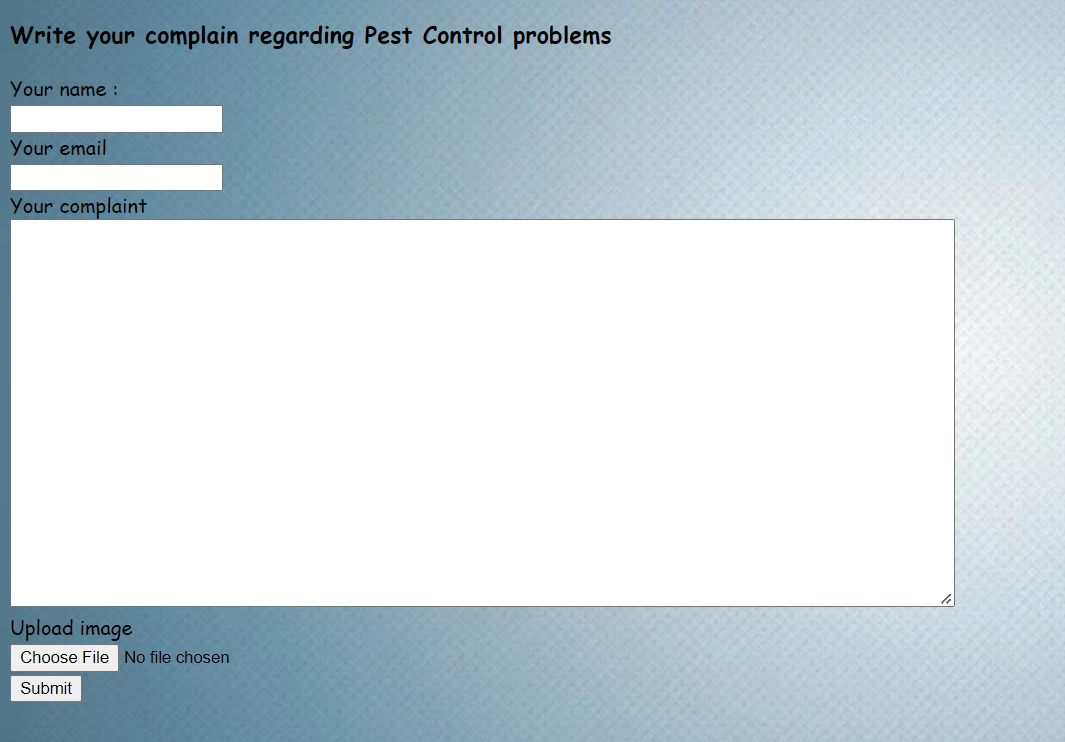 Write your complain regarding Pest Control problems
Your name :
Your email
Your complaint
Upload image
Choose File No file chosen
Submit